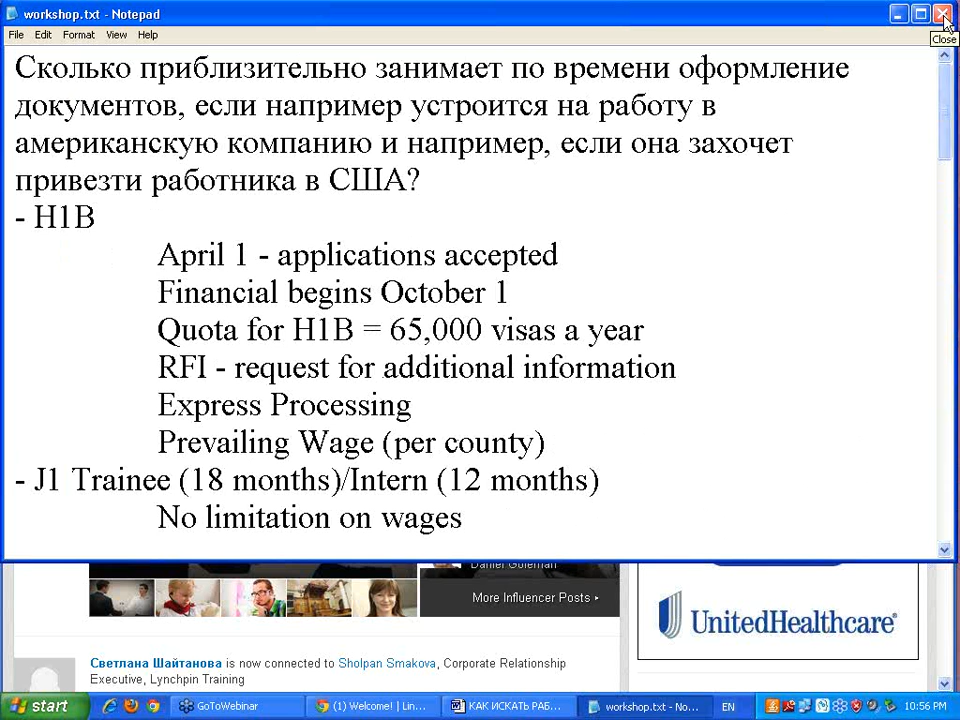 workshop.txt - Notepad
File Edit Format View Help
Close
Сколько приблизительно занимает по времени оформление
документов, если например устроится на работу в
американскую компанию и например, если она захочет
привезти работника в США?
- H1B
April 1 - applications accepted
Financial begins October 1
Quota for H1B = 65,000 visas a year
RFI - request for additional information
Express Processing
Prevailing Wage (per county)
- J1 Trainee (18 months)/Intern (12 months)
No limitation on wages
Daniel Goleman
More Influencer Posts
UnitedHealthcare
Светлана Шайтанова is now connected to Sholpan Smakova, Corporate Relationship
Executive, Lynchpin Training
start GoToWebinar (1) Welcome! | Lin... КАК ИСКАТЬ РАБ... workshop.txt - No... EN 10:56 PM